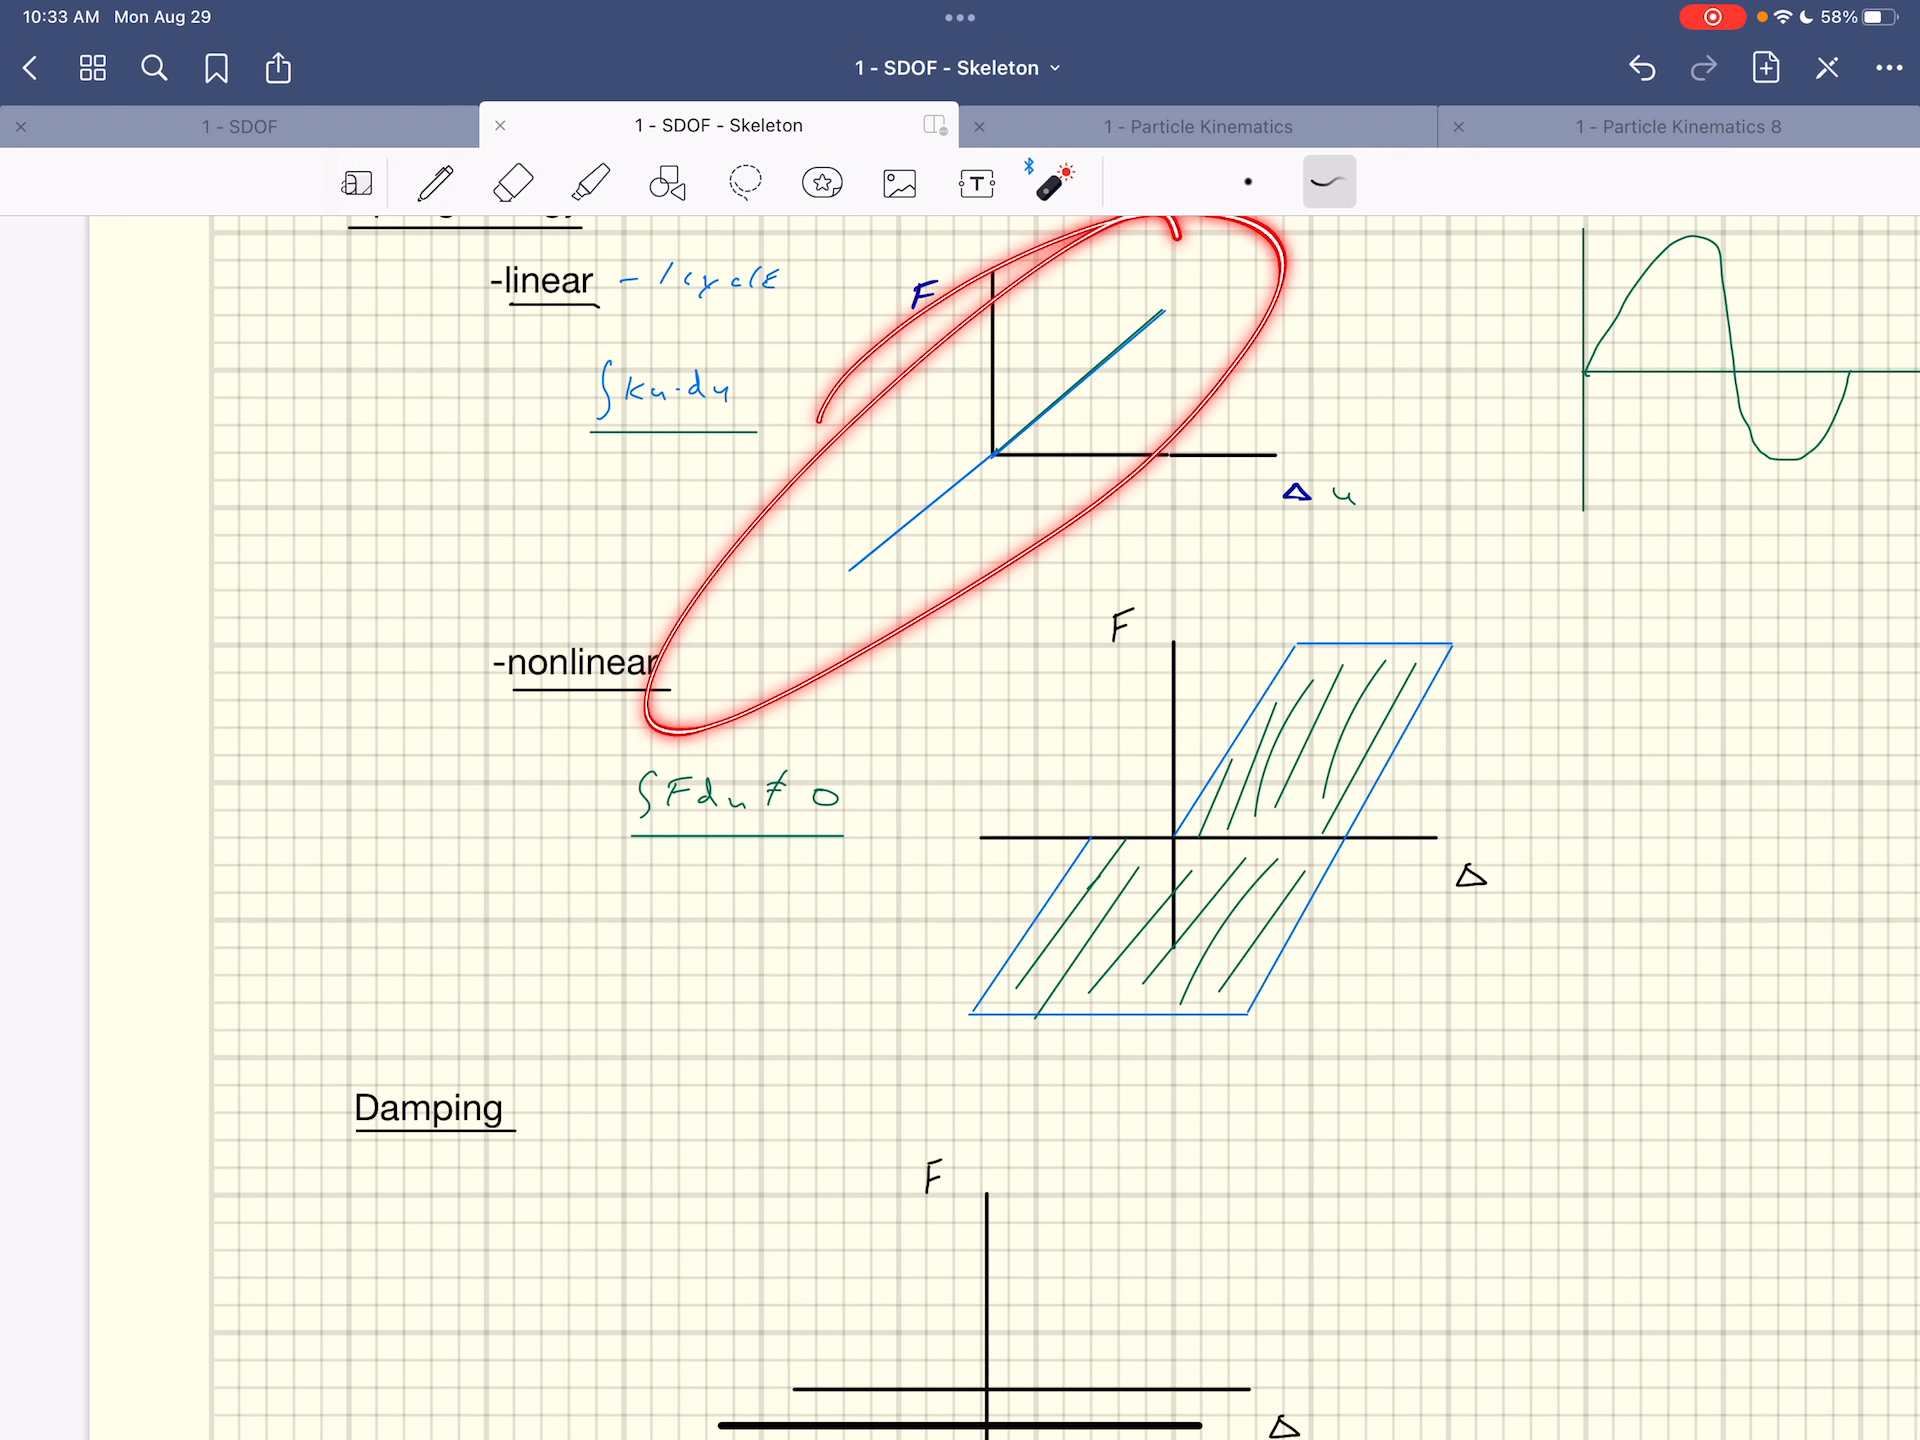 10:33 AM Mon Aug 29
58%
1 - SDOF - Skeleton
1 - SDOF
1 - SDOF - Skeleton
1 - Particle Kinematics
1 - Particle Kinematics 8
-linear - 1 cyclE
F
∫ku·du
Δ u
F
-nonlinear
∫Fdu ≠ 0
Δ
Damping
F
Δ